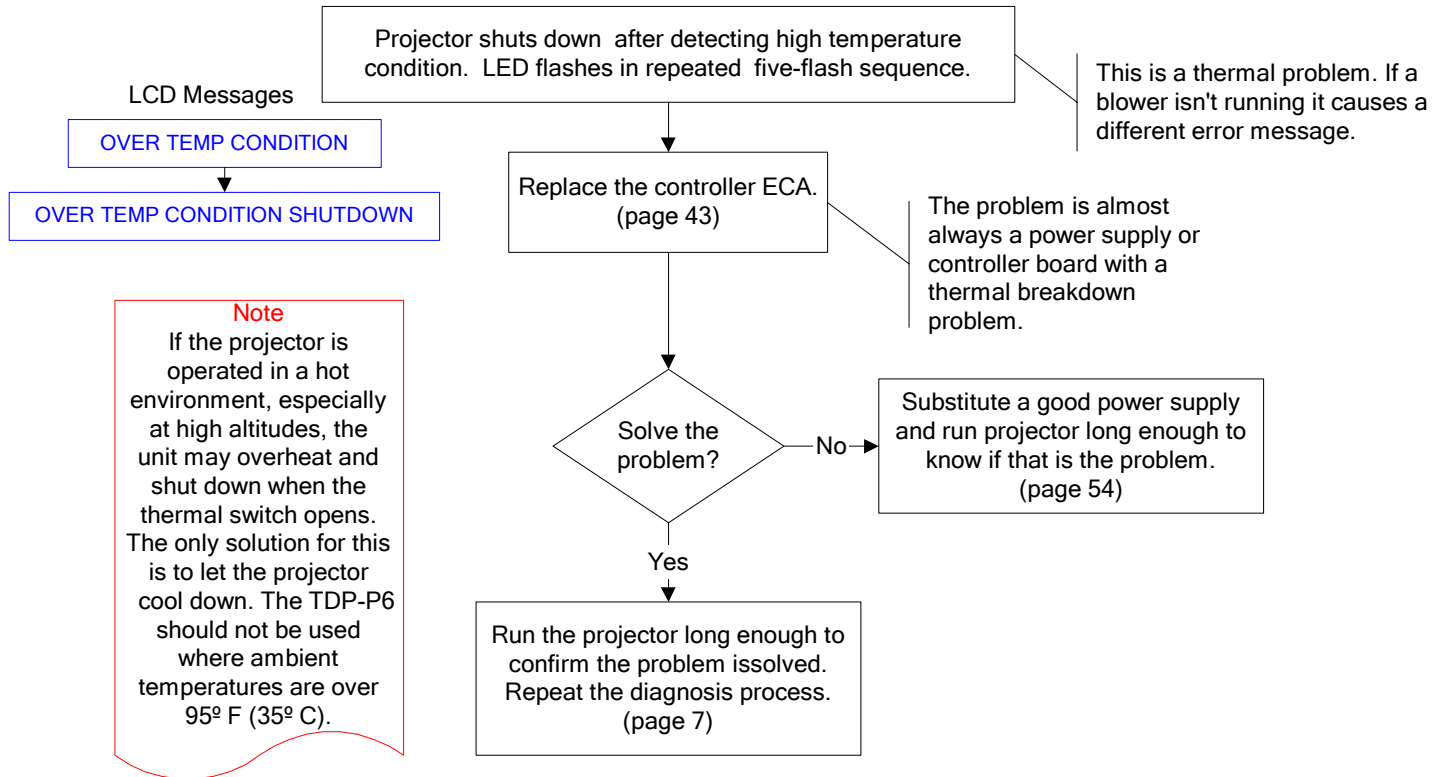 Projector shuts down after detecting high temperature
condition. LED flashes in repeated five-flash sequence.
This is a thermal problem. If a
blower isn't running it causes a
different error message.
LCD Messages
OVER TEMP CONDITION
OVER TEMP CONDITION SHUTDOWN
Replace the controller ECA.
(page 43)
The problem is almost
always a power supply or
controller board with a
thermal breakdown
problem.
Note
If the projector is
operated in a hot
environment, especially
at high altitudes, the
unit may overheat and
shut down when the
thermal switch opens.
The only solution for this
is to let the projector
cool down. The TDP-P6
should not be used
where ambient
temperatures are over
95º F (35º C).
Solve the
problem?
No
Substitute a good power supply
and run projector long enough to
know if that is the problem.
(page 54)
Yes
Run the projector long enough to
confirm the problem issolved.
Repeat the diagnosis process.
(page 7)